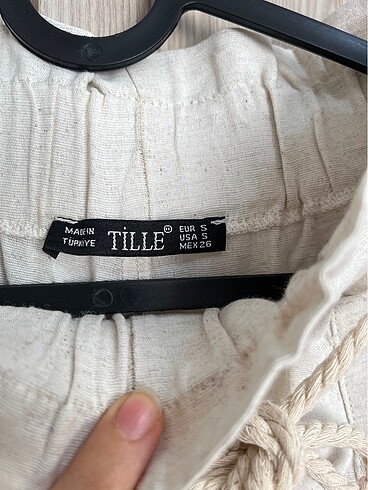 MADE IN
TÜRKİYE
TİLLE
EUR S
USA S
MEX 26